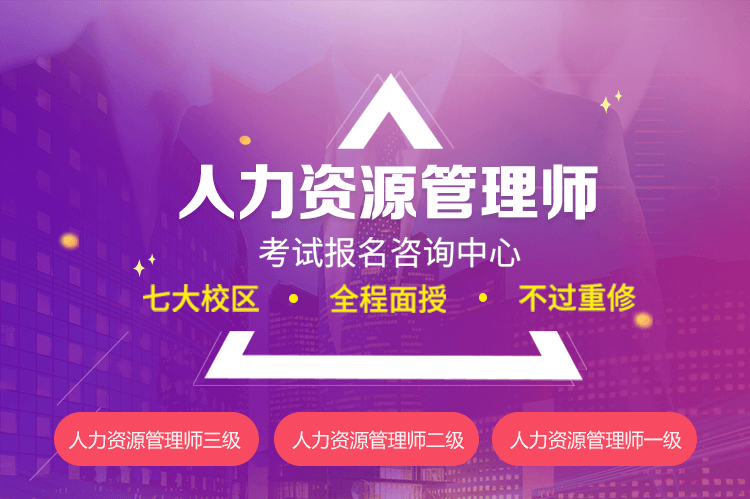 人力资源管理师
考试报名咨询中心
七大校区 • 全程面授 • 不过重修
人力资源管理师三级 人力资源管理师二级 人力资源管理师一级